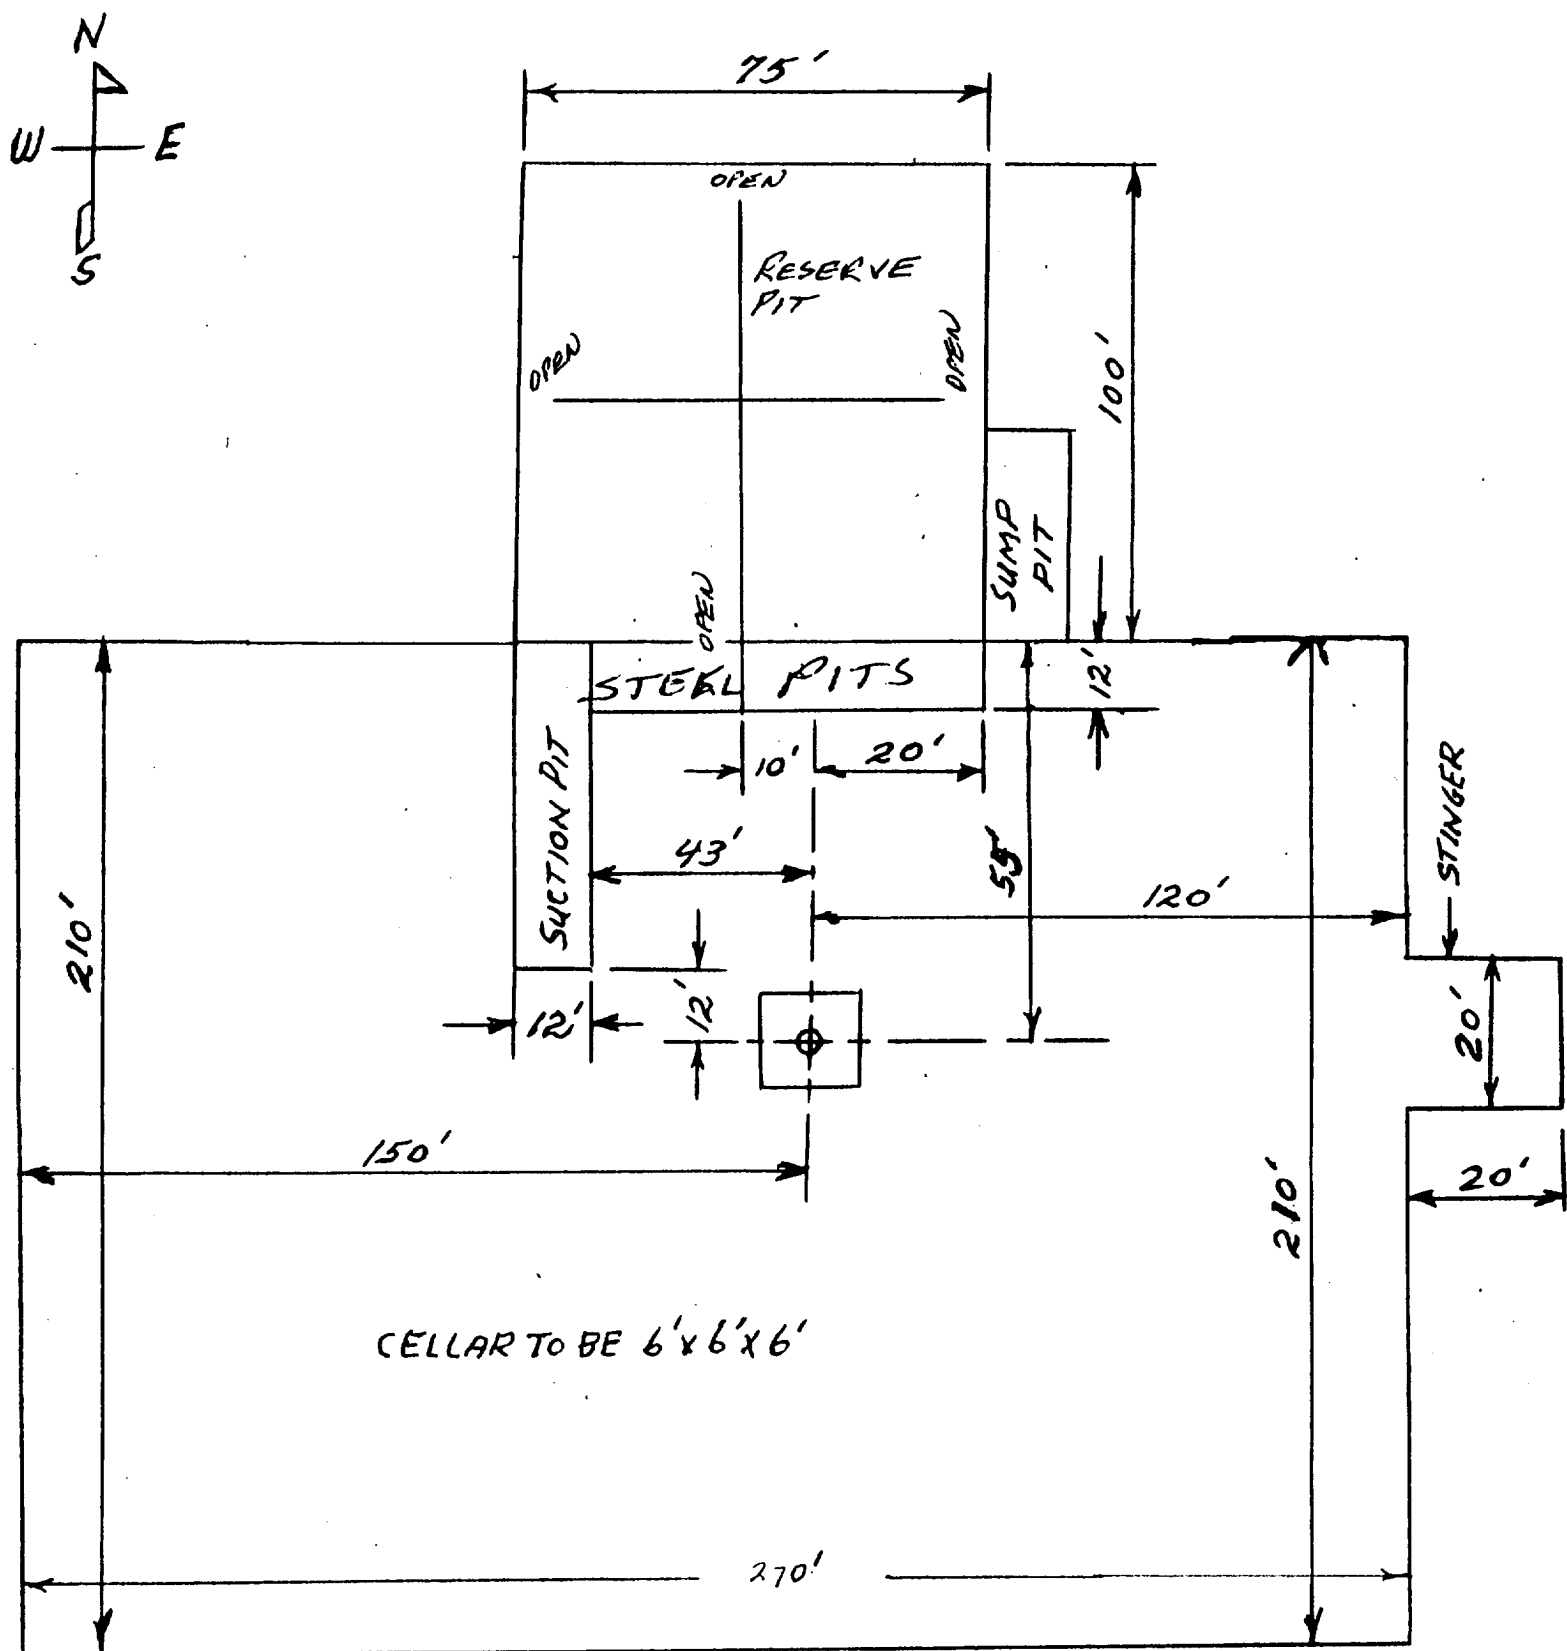 N
W E
S
75'
OPEN
RESERVE
PIT
OPEN
OPEN
100'
SUMP
PIT
OPEN
STEEL PITS
12'
SUCTION PIT
10'
20'
43'
55'
120'
STINGER
210'
12'
12'
20'
150'
20'
210'
CELLAR TO BE 6'x6'x6'
270'